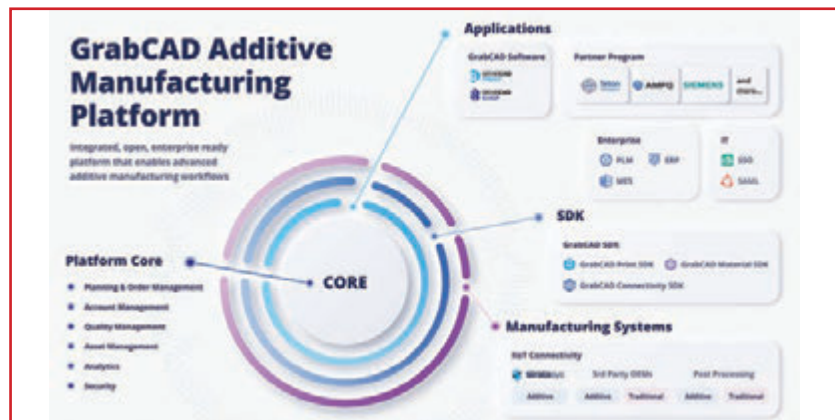 GrabCAD Additive
Manufacturing
Platform
Integrated, open, enterprise ready
platform that enables advanced
additive manufacturing workflows
Applications
GrabCAD Software
Partner Program
AMFG
SIEMENS
and
more...
Enterprise
PLM
ERP
MES
IT
SSO
SAML
SDK
GrabCAD SDK
GrabCAD Print SDK
GrabCAD Material SDK
GrabCAD Connectivity SDK
Platform Core
Planning & Order Management
Account Management
Quality Management
Asset Management
Analytics
Security
CORE
Manufacturing Systems
IIoT Connectivity
stratasys
3rd Party OEMs
Post Processing
Additive
Additive
Traditional
Additive
Traditional